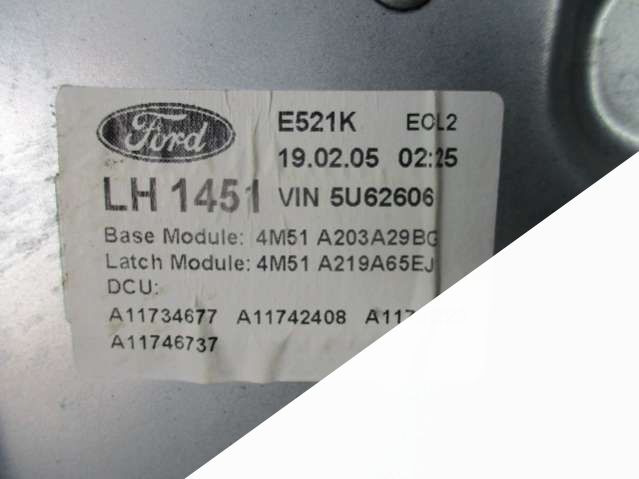 Ford
E521K ECL2
19.02.05 02:25
LH 1451 VIN 5U62606
Base Module: 4M51 A203A29BG
Latch Module: 4M51 A219A65EJ
DCU:
A11734677 A11742408
A11746737